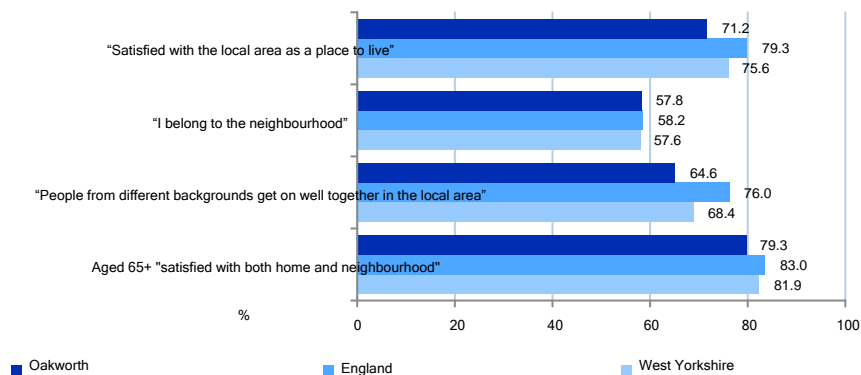 71.2
“Satisfied with the local area as a place to live” 79.3
75.6
57.8
“I belong to the neighbourhood” 58.2
57.6
64.6
“People from different backgrounds get on well together in the local area” 76.0
68.4
79.3
Aged 65+ "satisfied with both home and neighbourhood" 83.0
81.9
%
0 20 40 60 80 100
Oakworth England West Yorkshire